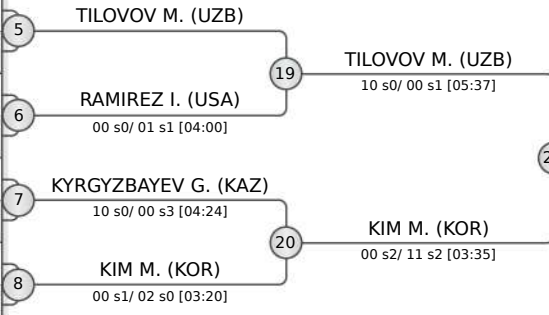 TILOVOV M. (UZB)
5
19
TILOVOV M. (UZB)
10 s0/ 00 s1 [05:37]
RAMIREZ I. (USA)
6
00 s0/ 01 s1 [04:00]
KYRGYZBAYEV G. (KAZ)
7
10 s0/ 00 s3 [04:24]
20
KIM M. (KOR)
00 s2/ 11 s2 [03:35]
KIM M. (KOR)
8
00 s1/ 02 s0 [03:20]